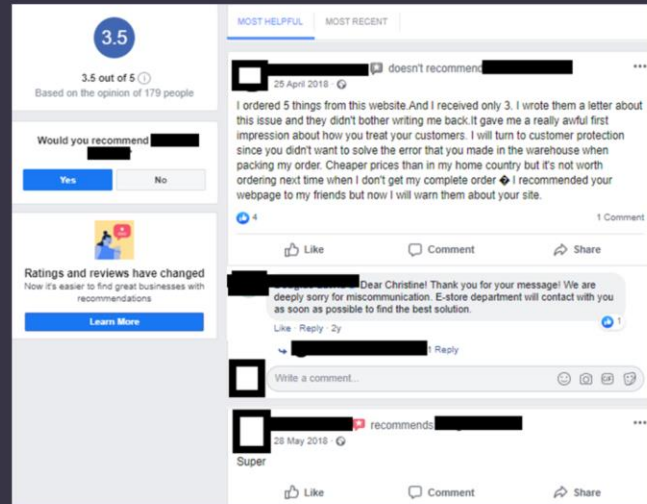 3.5
3.5 out of 5
Based on the opinion of 179 people
Would you recommend
Yes
No
Ratings and reviews have changed
Now it's easier to find great businesses with
recommendations
Learn More
MOST HELPFUL
MOST RECENT
doesn't recommend
25 April 2018
I ordered 5 things from this website.And I received only 3. I wrote them a letter about
this issue and they didn't bother writing me back.It gave me a really awful first
impression about how you treat your customers. I will turn to customer protection
since you didn't want to solve the error that you made in the warehouse when
packing my order. Cheaper prices than in my home country but it's not worth
ordering next time when I don't get my complete order � I recommended your
webpage to my friends but now I will warn them about your site.
4
1 Comment
Like
Comment
Share
Dear Christine! Thank you for your message! We are
deeply sorry for miscommunication. E-store department will contact with you
as soon as possible to find the best solution.
Like · Reply · 2y
1
1 Reply
Write a comment...
GIF
recommends
28 May 2018
Super
Like
Comment
Share